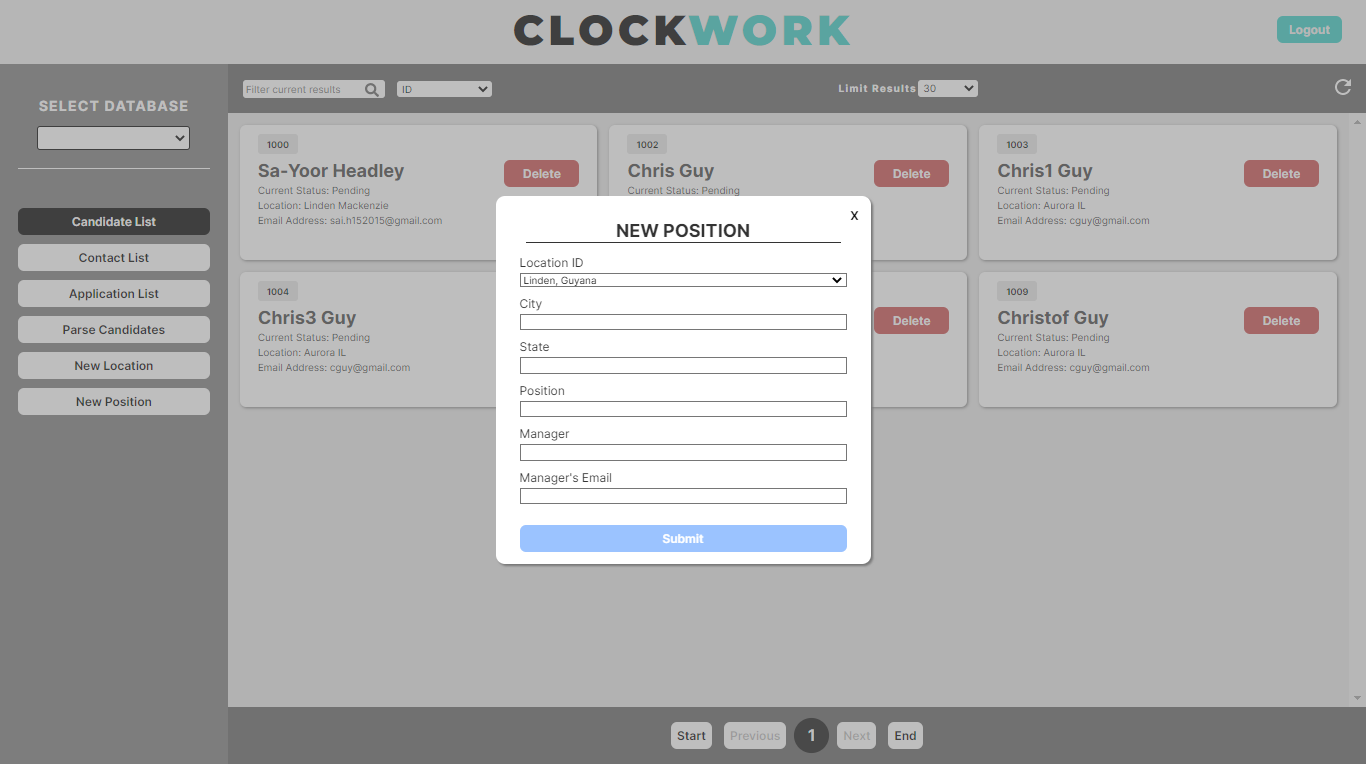 CLOCKWORK
Logout
SELECT DATABASE
Filter current results
ID
Limit Results 30
Candidate List
Contact List
Application List
Parse Candidates
New Location
New Position
1000
Sa-Yoor Headley
Delete
Current Status: Pending
Location: Linden Mackenzie
Email Address: sai.h152015@gmail.com
1002
Chris Guy
Delete
Current Status: Pending
1003
Chris1 Guy
Delete
Current Status: Pending
Location: Aurora IL
Email Address: cguy@gmail.com
1004
Chris3 Guy
Current Status: Pending
Location: Aurora IL
Email Address: cguy@gmail.com
Delete
1009
Christof Guy
Delete
Current Status: Pending
Location: Aurora IL
Email Address: cguy@gmail.com
X
NEW POSITION
Location ID
Linden, Guyana
City
State
Position
Manager
Manager's Email
Submit
Start
Previous
1
Next
End